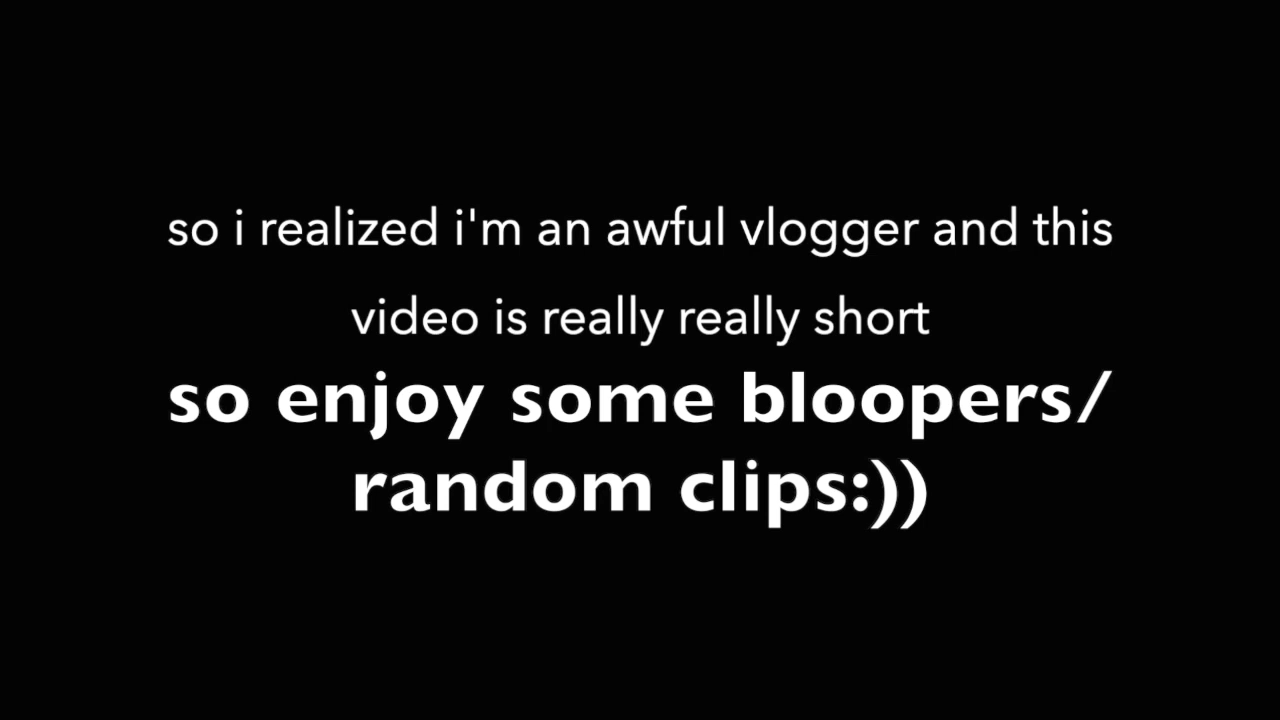 so i realized i'm an awful vlogger and this
video is really really short
so enjoy some bloopers/
random clips:))